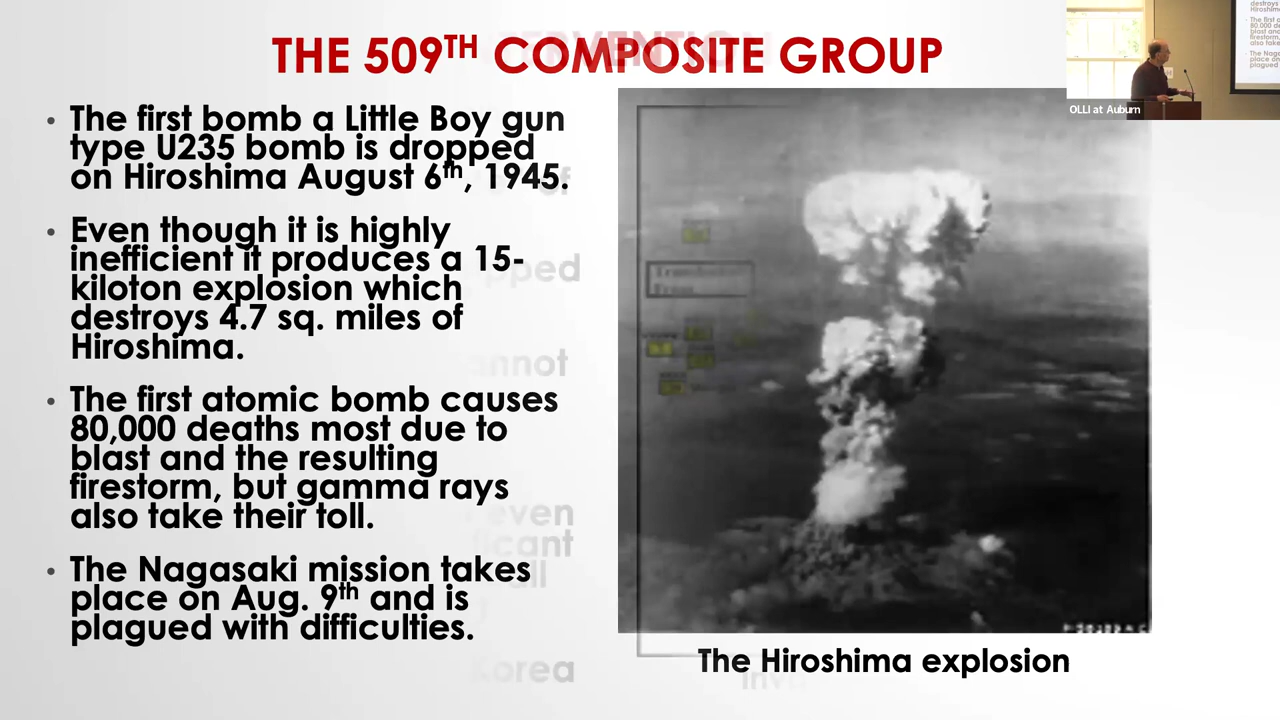 THE 509TH COMPOSITE GROUP
OLLI at Auburn
• The first bomb a Little Boy gun
type U235 bomb is dropped
on Hiroshima August 6th, 1945.
• Even though it is highly
inefficient it produces a 15-
kiloton explosion which
destroys 4.7 sq. miles of
Hiroshima.
• The first atomic bomb causes
80,000 deaths most due to
blast and the resulting
firestorm, but gamma rays
also take their toll.
• The Nagasaki mission takes
place on Aug. 9th and is
plagued with difficulties.
The Hiroshima explosion
even
Korea